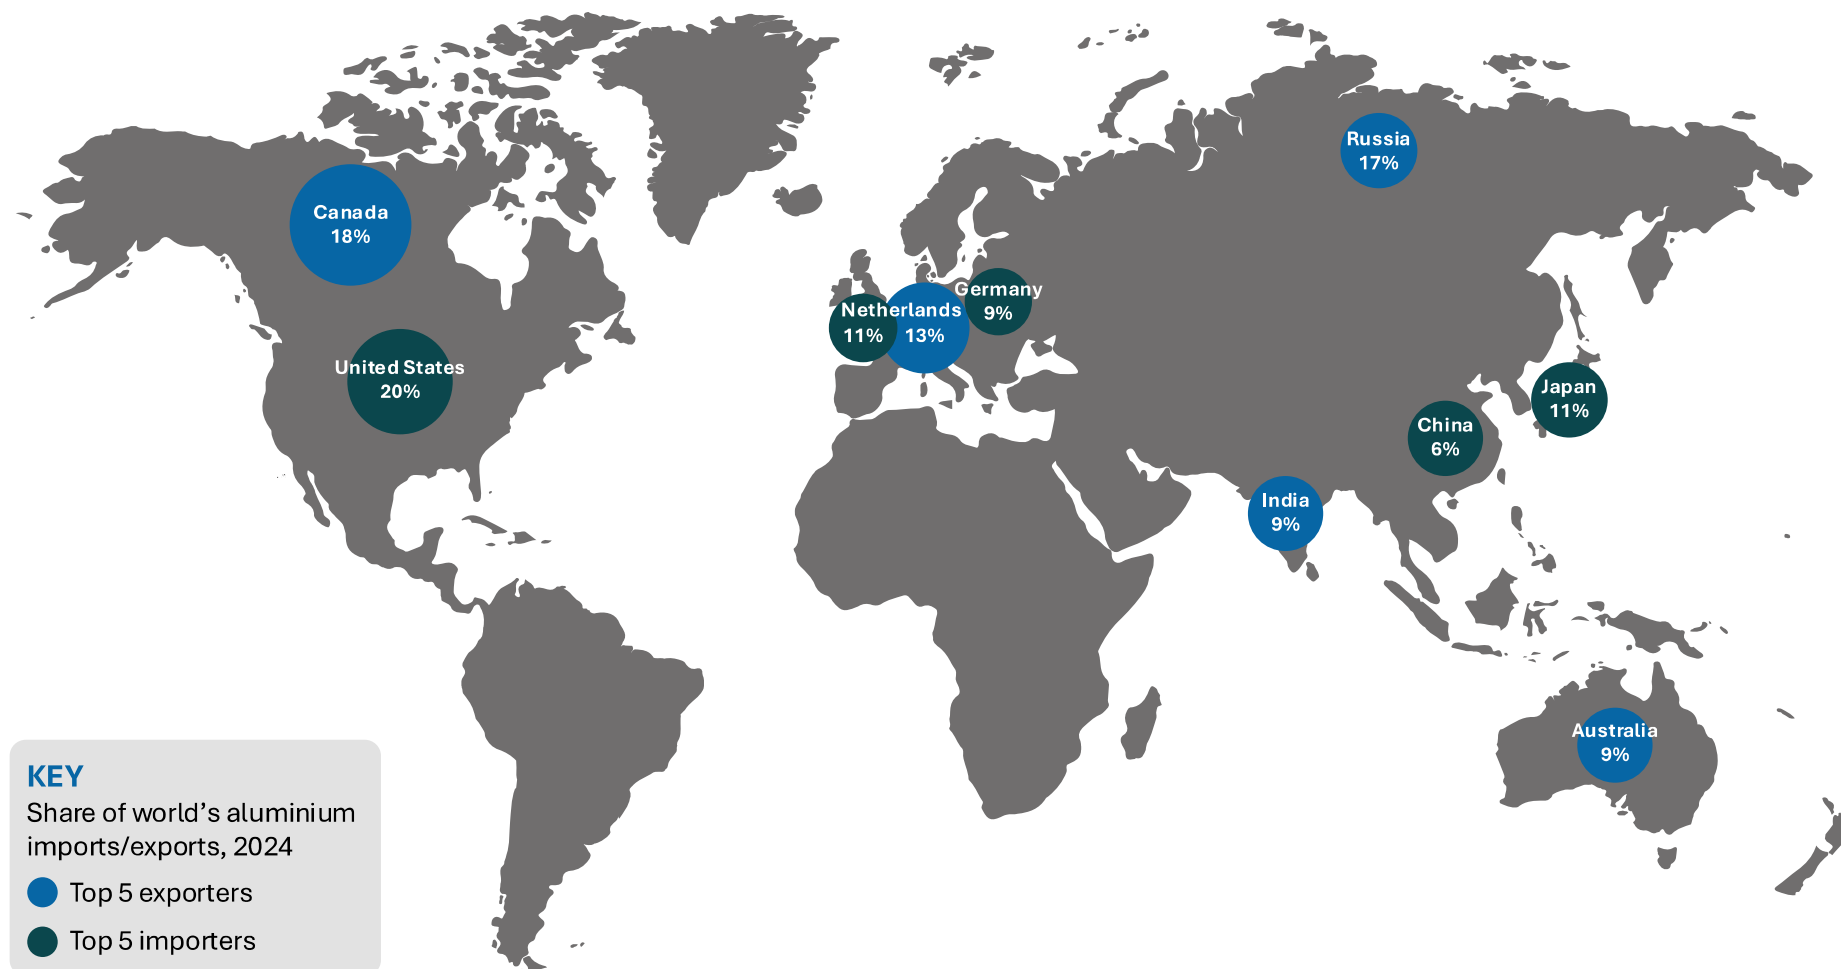 Russia
17%
Canada
18%
Germany
9%
Netherlands
11%
13%
United States
20%
Japan
11%
China
6%
India
9%
Australia
9%
KEY
Share of world’s aluminium
imports/exports, 2024
Top 5 exporters
Top 5 importers